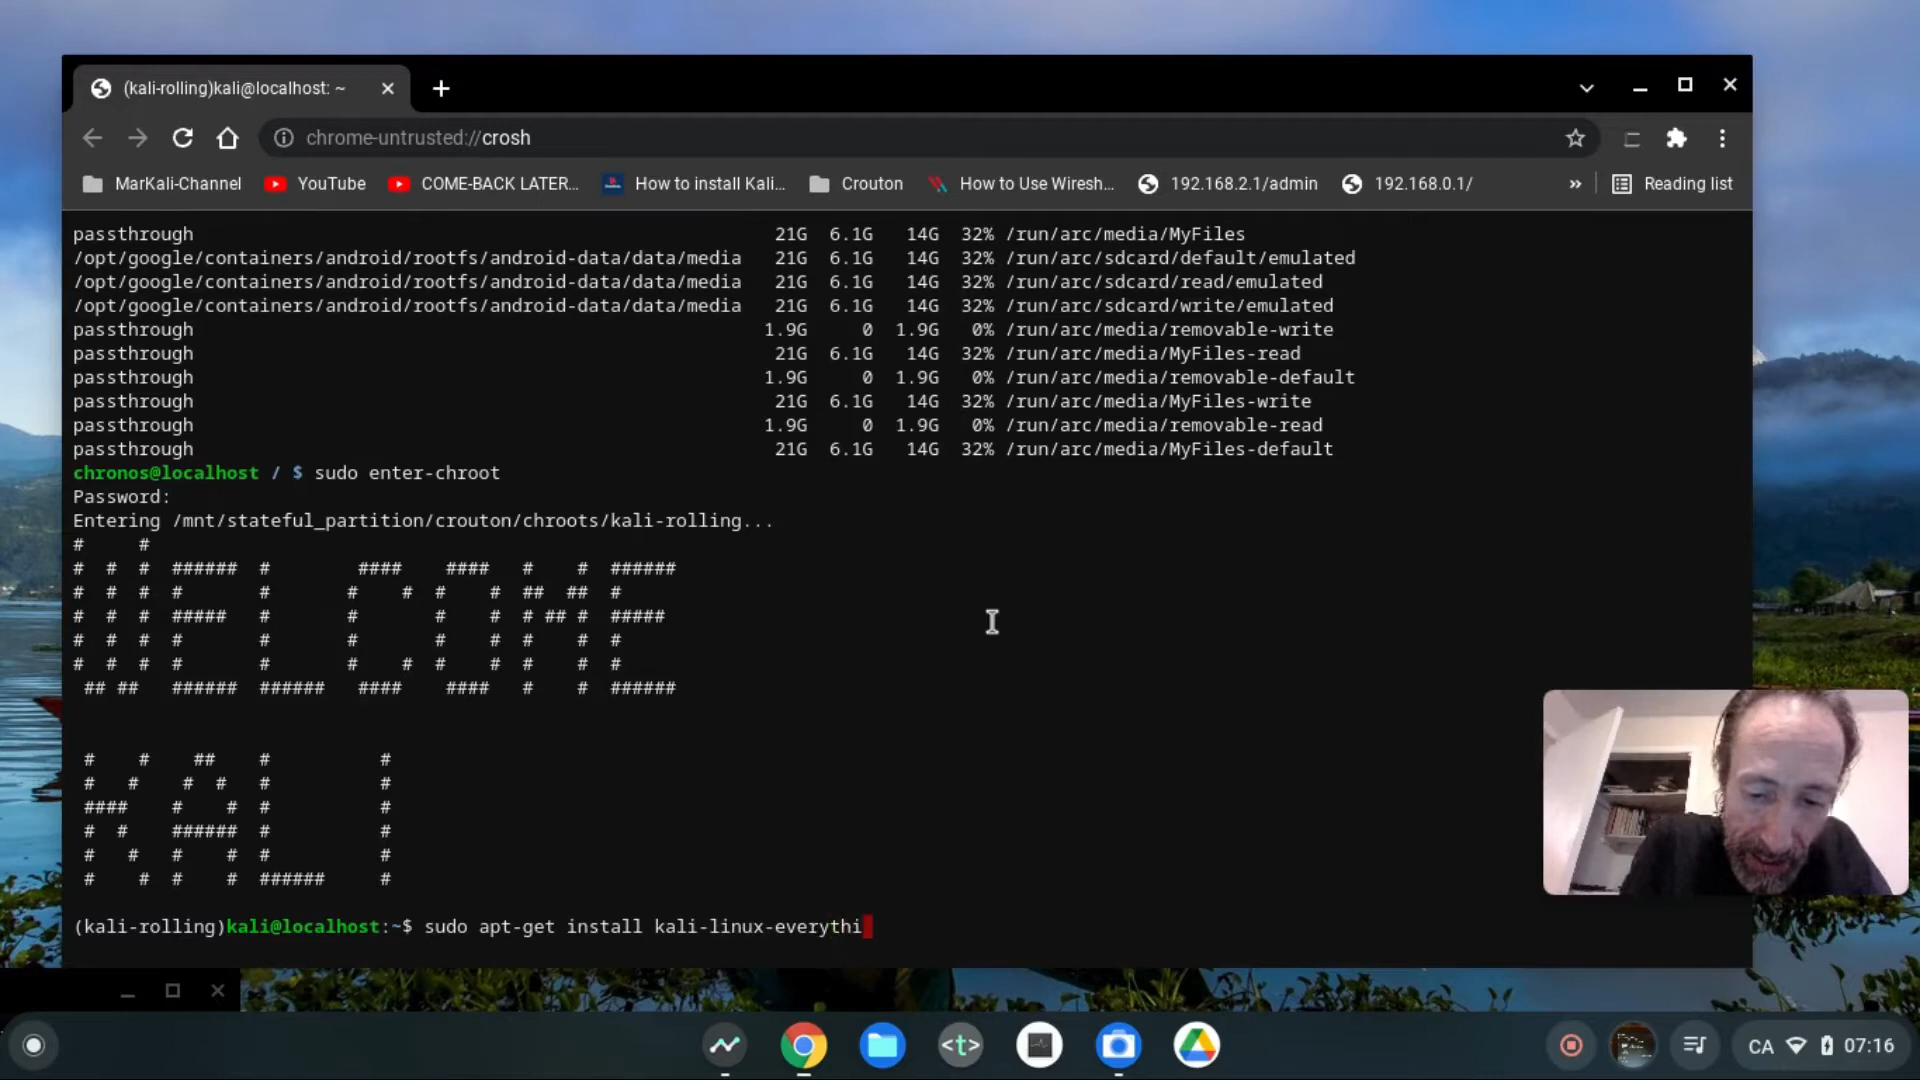 (kali-rolling)kali@localhost: ~
chrome-untrusted://crosh
MarKali-Channel YouTube COME-BACK LATER... How to install Kali... Crouton How to Use Wiresh... 192.168.2.1/admin 192.168.0.1/ » Reading list
passthrough 21G 6.1G 14G 32% /run/arc/media/MyFiles
/opt/google/containers/android/rootfs/android-data/data/media 21G 6.1G 14G 32% /run/arc/sdcard/default/emulated
/opt/google/containers/android/rootfs/android-data/data/media 21G 6.1G 14G 32% /run/arc/sdcard/read/emulated
/opt/google/containers/android/rootfs/android-data/data/media 21G 6.1G 14G 32% /run/arc/sdcard/write/emulated
passthrough 1.9G 0 1.9G 0% /run/arc/media/removable-write
passthrough 21G 6.1G 14G 32% /run/arc/media/MyFiles-read
passthrough 1.9G 0 1.9G 0% /run/arc/media/removable-default
passthrough 21G 6.1G 14G 32% /run/arc/media/MyFiles-write
passthrough 1.9G 0 1.9G 0% /run/arc/media/removable-read
passthrough 21G 6.1G 14G 32% /run/arc/media/MyFiles-default
chronos@localhost / $ sudo enter-chroot
Password:
Entering /mnt/stateful_partition/crouton/chroots/kali-rolling...
WELCOME
KALI
(kali-rolling)kali@localhost:~$ sudo apt-get install kali-linux-everythi
<t>
CA 07:16